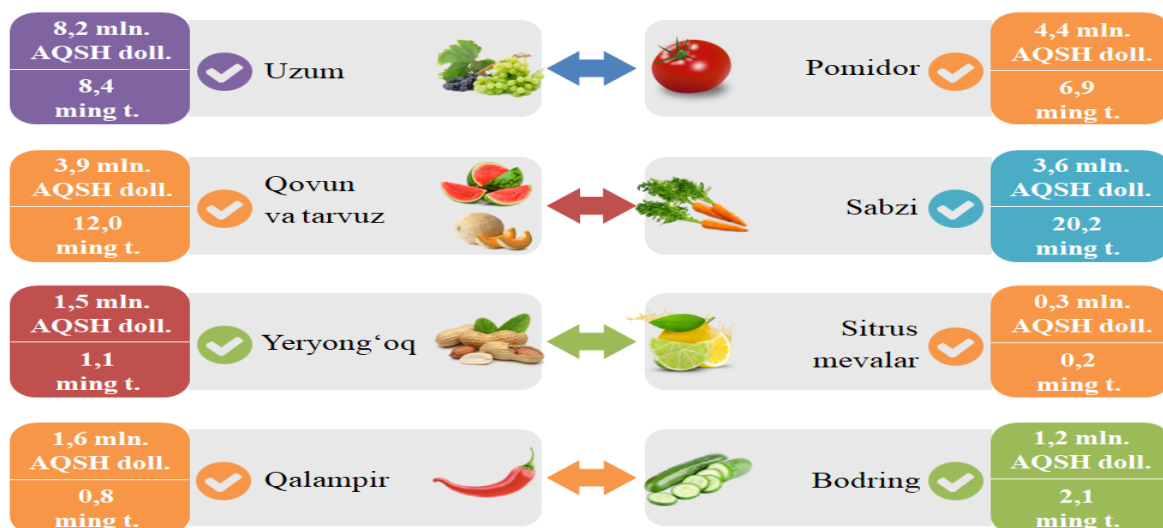 8,2 mln.
AQSH doll.
8,4
ming t.
Uzum
Pomidor
4,4 mln.
AQSH doll.
6,9
ming t.
3,9 mln.
AQSH doll.
12,0
ming t.
Qovun
va tarvuz
Sabzi
3,6 mln.
AQSH doll.
20,2
ming t.
1,5 mln.
AQSH doll.
1,1
ming t.
Yeryong‘oq
Sitrus
mevalar
0,3 mln.
AQSH doll.
0,2
ming t.
1,6 mln.
AQSH doll.
0,8
ming t.
Qalampir
Bodring
1,2 mln.
AQSH doll.
2,1
ming t.